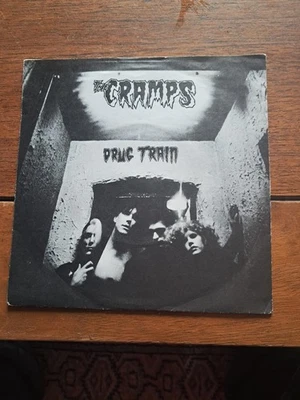 THE CRAMPS
DRUG TRAIN